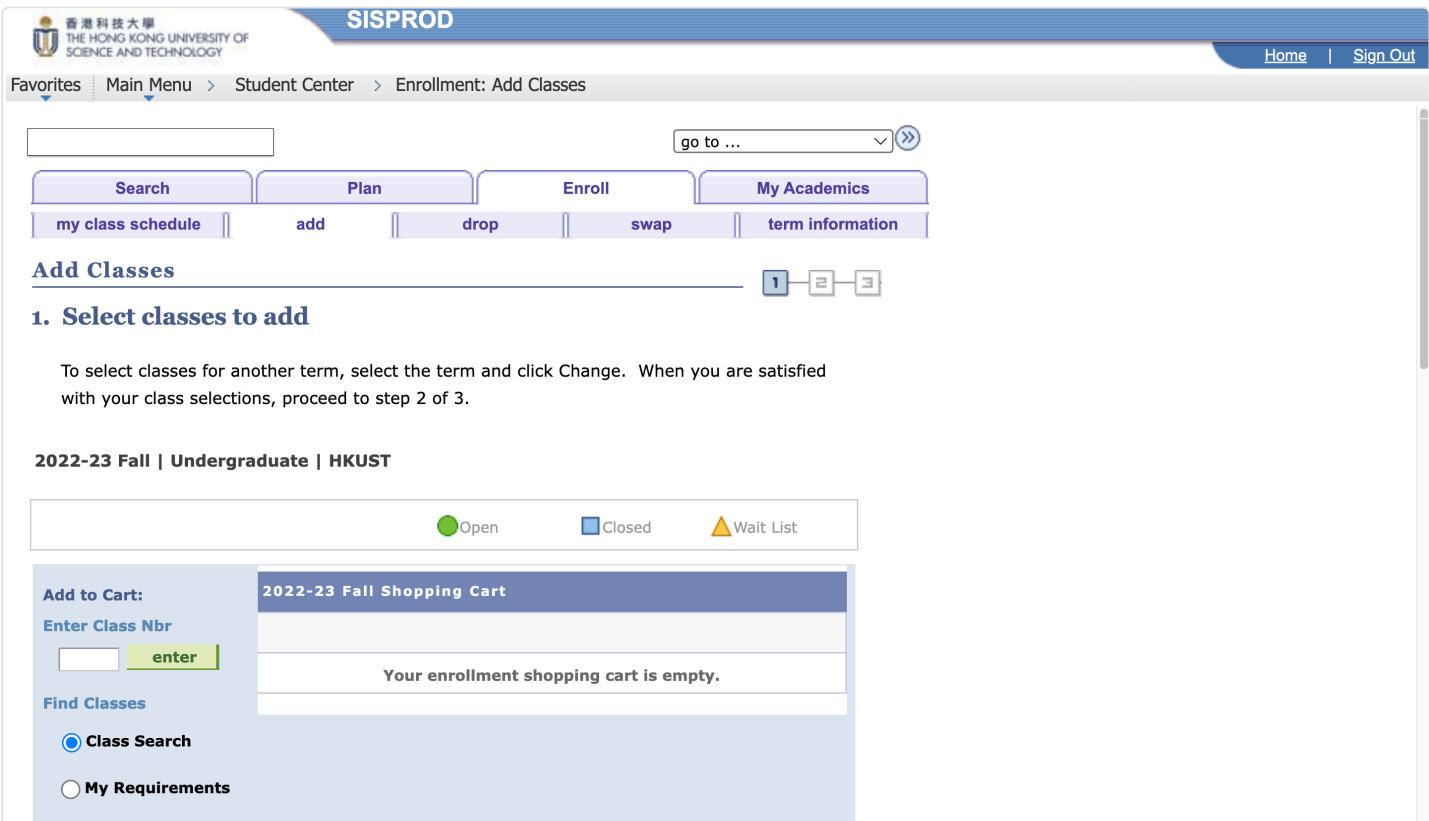 香港科技大學
THE HONG KONG UNIVERSITY OF
SCIENCE AND TECHNOLOGY
SISPROD
Home | Sign Out
Favorites Main Menu > Student Center > Enrollment: Add Classes
go to ...
Search Plan Enroll My Academics
my class schedule add drop swap term information
Add Classes
1 2 3
1. Select classes to add
To select classes for another term, select the term and click Change. When you are satisfied
with your class selections, proceed to step 2 of 3.
2022-23 Fall | Undergraduate | HKUST
Open Closed Wait List
Add to Cart:
Enter Class Nbr
enter
Find Classes
Class Search
My Requirements
2022-23 Fall Shopping Cart
Your enrollment shopping cart is empty.